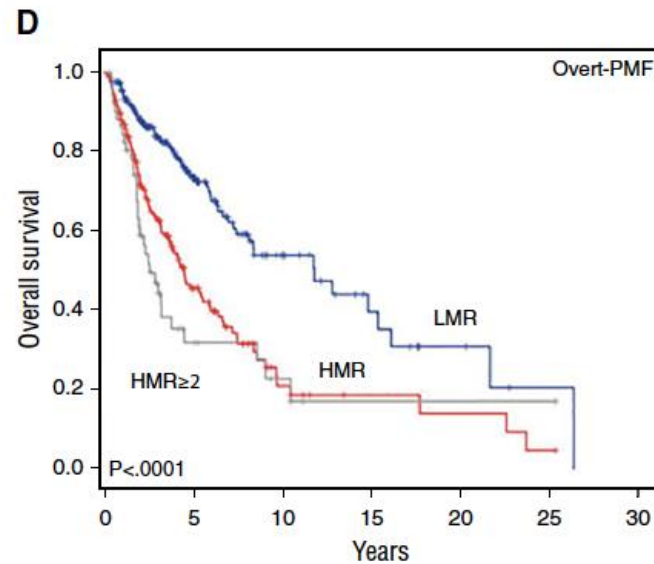 D
Overt-PMF
1.0
0.8
0.6
0.4
0.2
0.0
Overall survival
LMR
HMR
HMR≥2
P<.0001
0 5 10 15 20 25 30
Years